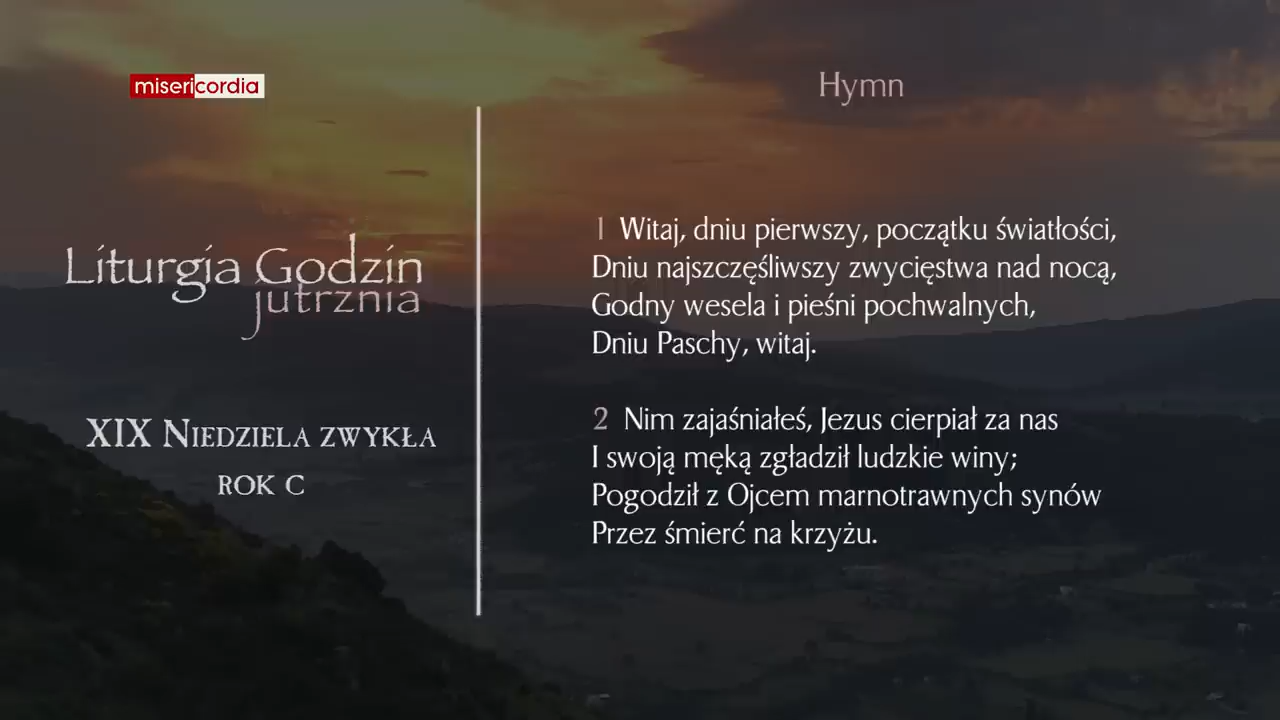 misericordia
Liturgia Godzin
jutrznia
XIX Niedziela zwykła
rok C
Hymn
1 Witaj, dniu pierwszy, początku światłości,
Dniu najszczęśliwszy zwycięstwa nad nocą,
Godny wesela i pieśni pochwalnych,
Dniu Paschy, witaj.
2 Nim zajaśniałeś, Jezus cierpiał za nas
I swoją męką zgładził ludzkie winy;
Pogodził z Ojcem marnotrawnych synów
Przez śmierć na krzyżu.